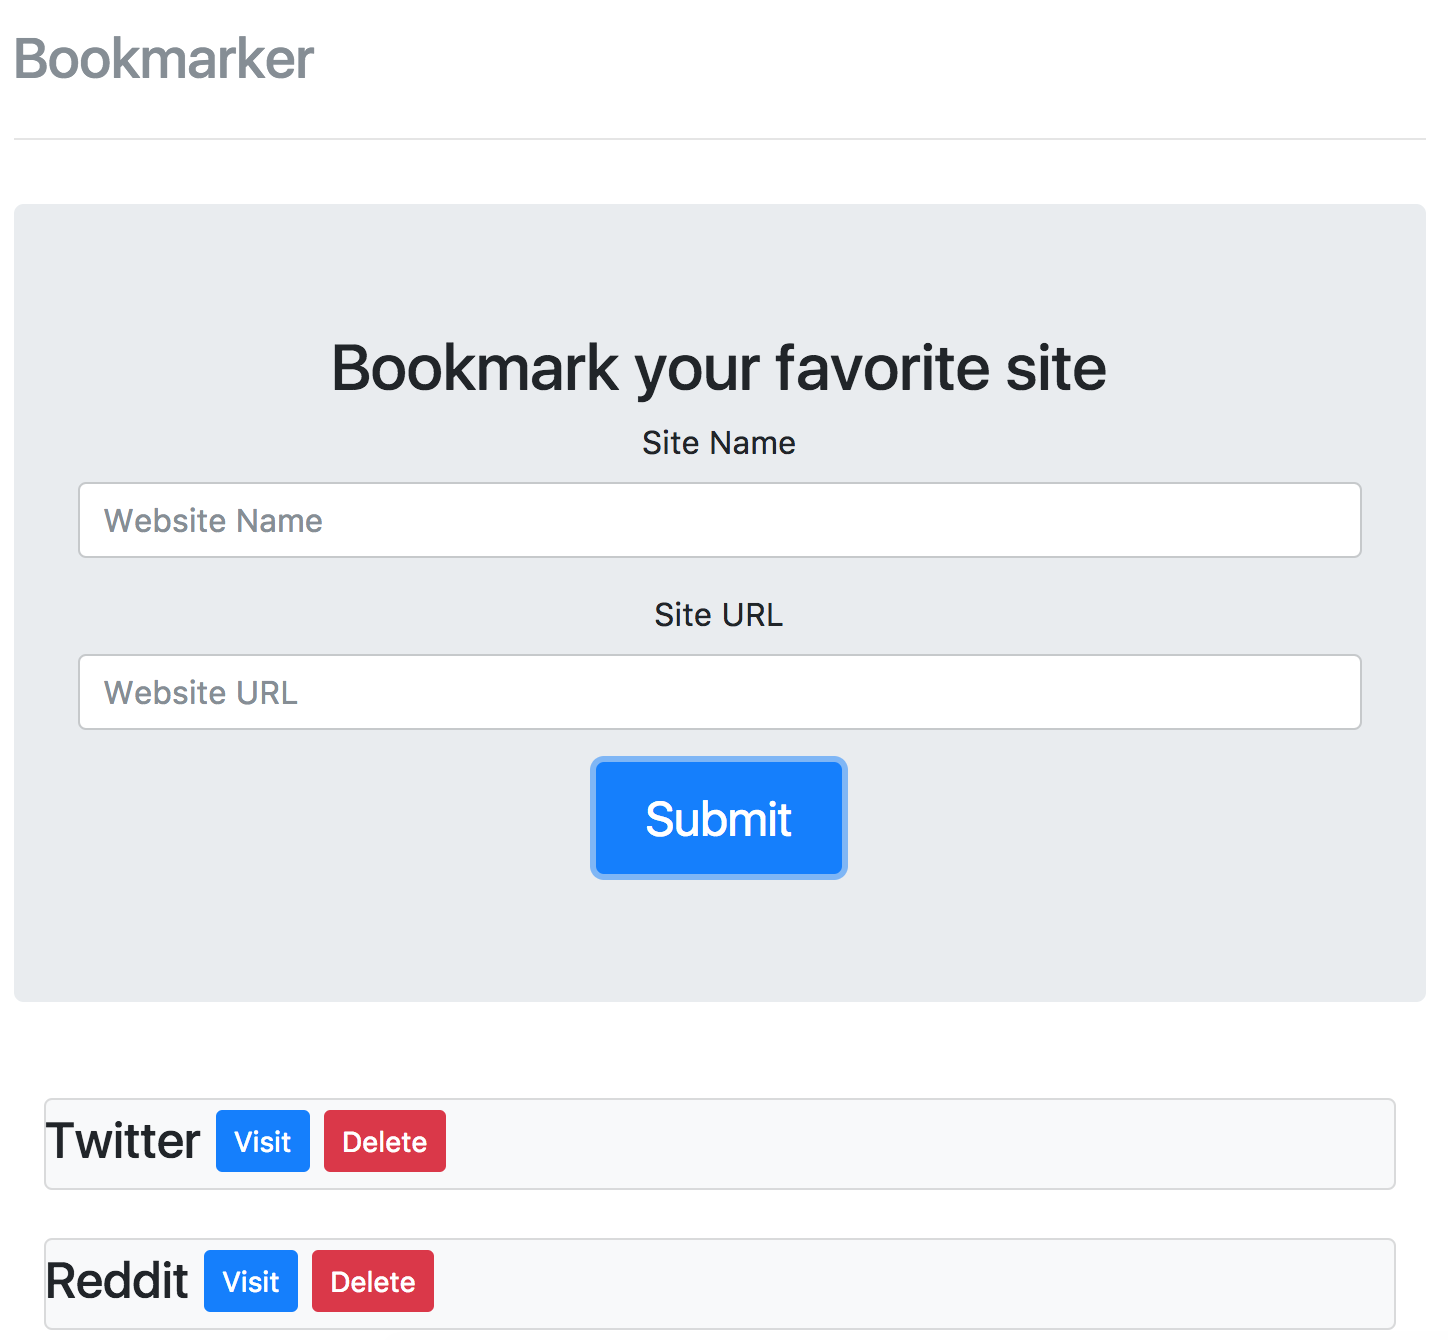 Bookmarker
Bookmark your favorite site
Site Name
Website Name
Site URL
Website URL
Submit
Twitter Visit Delete
Reddit Visit Delete